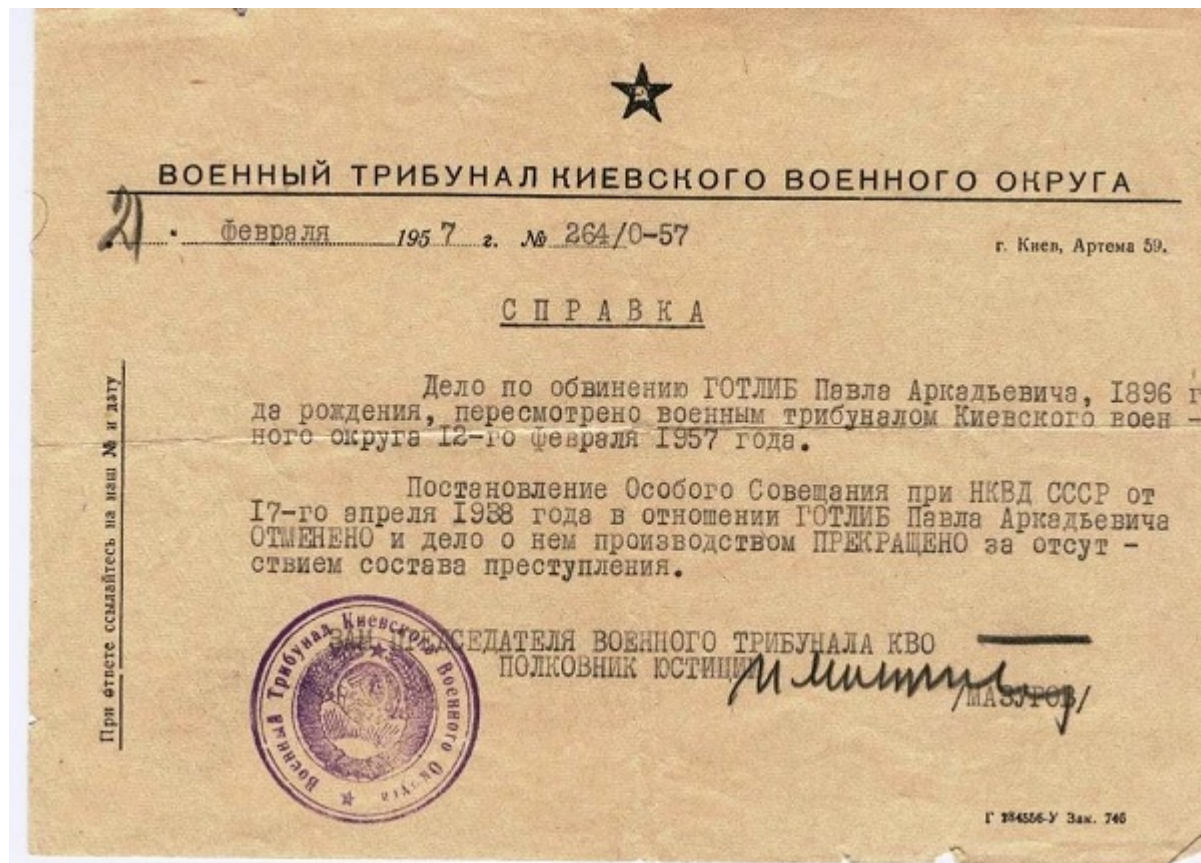 ВОЕННЫЙ ТРИБУНАЛ КИЕВСКОГО ВОЕННОГО ОКРУГА
21 . февраля 1957 г. № 264/0-57
г. Киев, Артема 59.
СПРАВКА
Дело по обвинению ГОТЛИБ Павла Аркадьевича, 1896 г
да рождения, пересмотрено военным трибуналом Киевского воен -
ного округа 12-го февраля 1957 года.
Постановление Особого Совещания при НКВД СССР от
17-го апреля 1938 года в отношении ГОТЛИБ Павла Аркадьевича
ОТМЕНЕНО и дело о нем производством ПРЕКРАЩЕНО за отсут -
ствием состава преступления.
ЗАМ ПРЕДСЕДАТЕЛЯ ВОЕННОГО ТРИБУНАЛА КВО
ПОЛКОВНИК ЮСТИЦИИ
/МАЗУРОВ/
Военный Трибунал Киевского Военного Округа
При ответе ссылайтесь на наш № и дату
Зак. 746